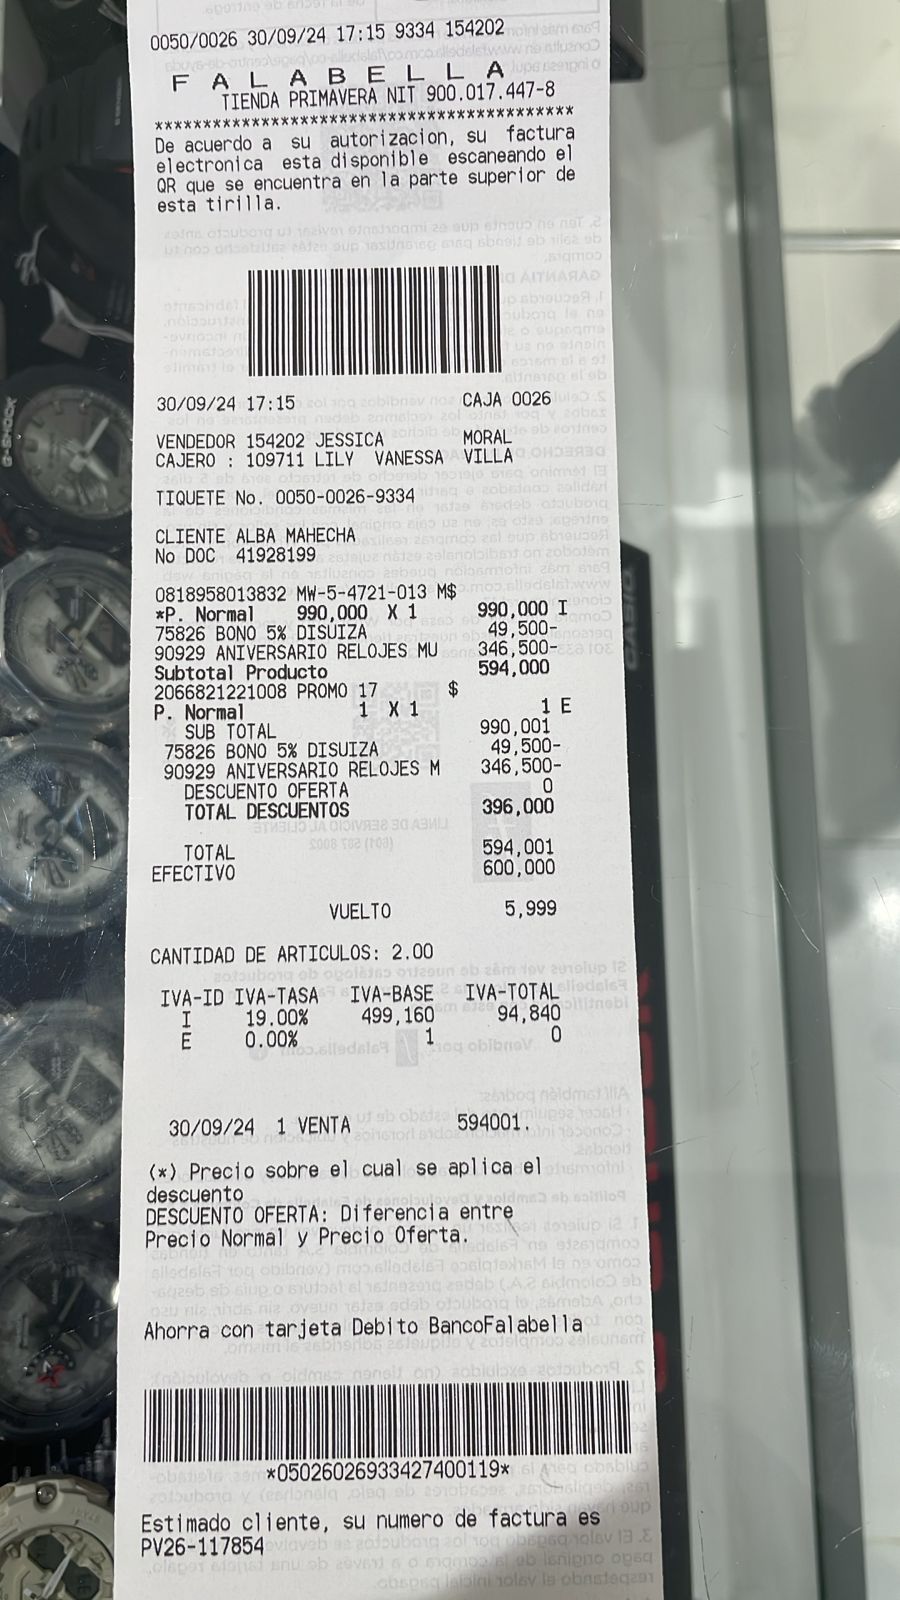 0050/0026 30/09/24 17:15 9334 154202
F A L A B E L L A
TIENDA PRIMAVERA NIT 900.017.447-8
********************************************
De acuerdo a su autorizacion, su factura
electronica esta disponible escaneando el
QR que se encuentra en la parte superior de
esta tirilla.
30/09/24 17:15 CAJA 0026
VENDEDOR 154202 JESSICA MORAL
CAJERO : 109711 LILY VANESSA VILLA
TIQUETE No. 0050-0026-9334
CLIENTE ALBA MAHECHA
No DOC 41928199
0818958013832 MW-5-4721-013 M$
*P. Normal 990,000 X 1 990,000 I
75826 BONO 5% DISUIZA 49,500-
90929 ANIVERSARIO RELOJES MU 346,500-
Subtotal Producto 594,000
2066821221008 PROMO 17 $
P. Normal 1 X 1 1 E
SUB TOTAL 990,001
75826 BONO 5% DISUIZA 49,500-
90929 ANIVERSARIO RELOJES M 346,500-
DESCUENTO OFERTA 0
TOTAL DESCUENTOS 396,000
TOTAL 594,001
EFECTIVO 600,000
VUELTO 5,999
CANTIDAD DE ARTICULOS: 2.00
IVA-ID IVA-TASA IVA-BASE IVA-TOTAL
I 19.00% 499,160 94,840
E 0.00% 1 0
30/09/24 1 VENTA 594001.
(*) Precio sobre el cual se aplica el
descuento
DESCUENTO OFERTA: Diferencia entre
Precio Normal y Precio Oferta.
Ahorra con tarjeta Debito BancoFalabella
*05026026933427400119*
Estimado cliente, su numero de factura es
PV26-117854
G-SHOCK
CASIO